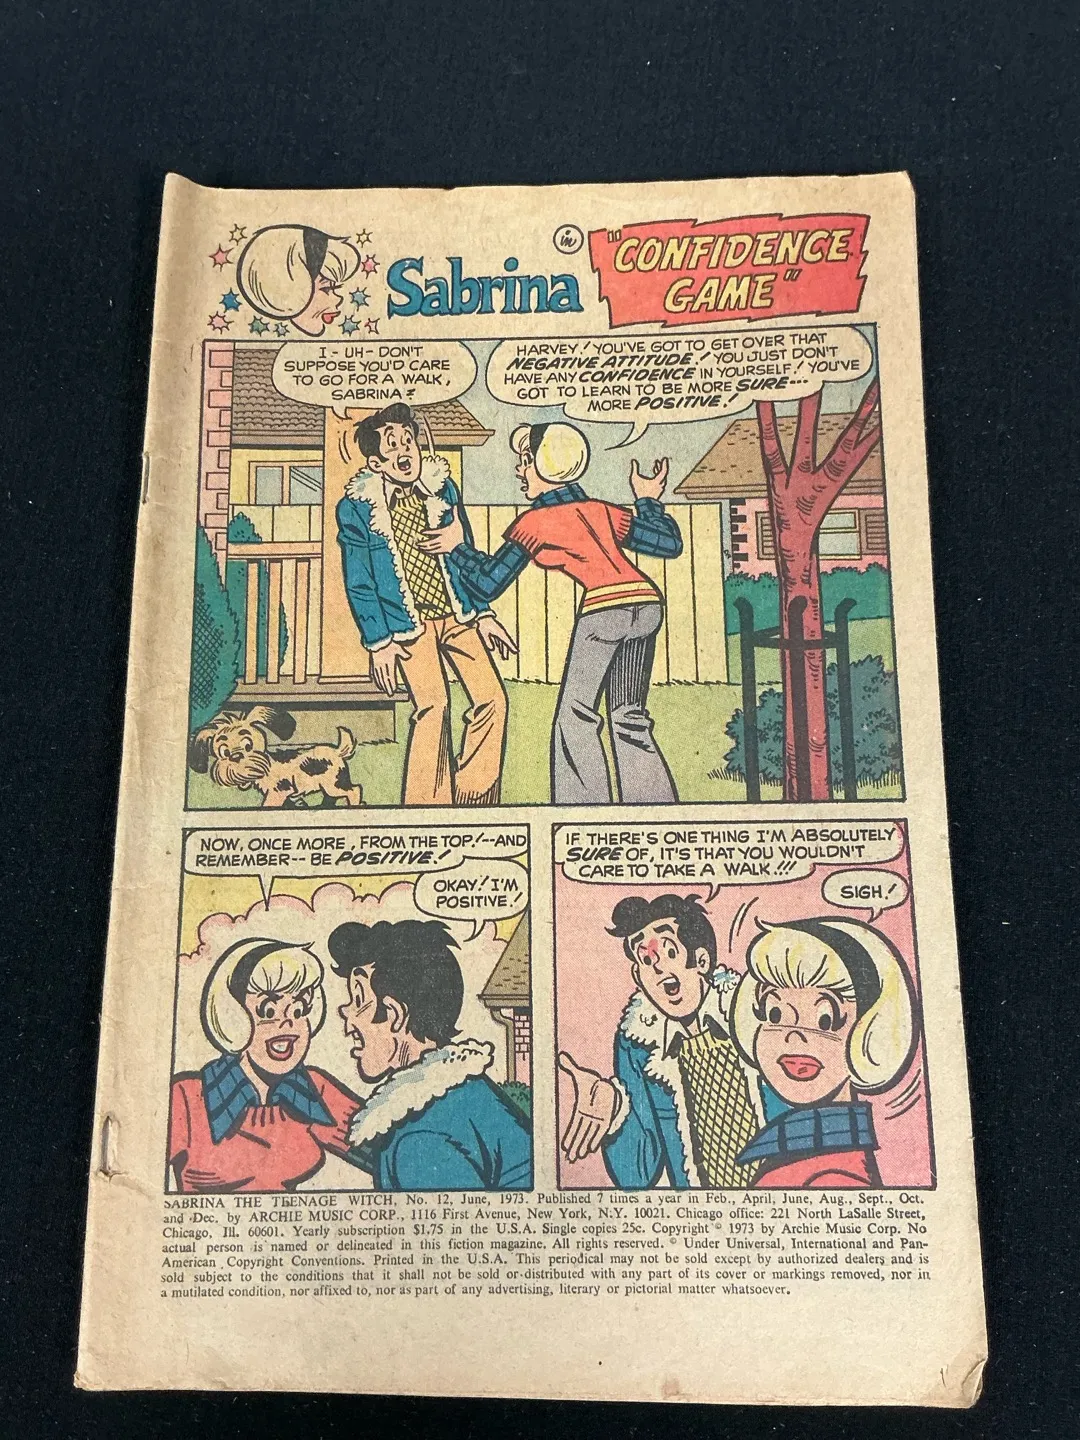 Sabrina
in
"CONFIDENCE
GAME"
I - UH - DON'T
SUPPOSE YOU'D CARE
TO GO FOR A WALK,
SABRINA?
HARVEY! YOU'VE GOT TO GET OVER THAT
NEGATIVE ATTITUDE! YOU JUST DON'T
HAVE ANY CONFIDENCE IN YOURSELF! YOU'VE
GOT TO LEARN TO BE MORE SURE---
MORE POSITIVE!
NOW, ONCE MORE, FROM THE TOP!--AND
REMEMBER-- BE POSITIVE!
OKAY! I'M
POSITIVE!
IF THERE'S ONE THING I'M ABSOLUTELY
SURE OF, IT'S THAT YOU WOULDN'T
CARE TO TAKE A WALK!!!
SIGH!
SABRINA THE TEENAGE WITCH, No. 12, June, 1973. Published 7 times a year in Feb., April, June, Aug., Sept., Oct.
and Dec. by ARCHIE MUSIC CORP., 1116 First Avenue, New York, N.Y. 10021. Chicago office: 221 North LaSalle Street,
Chicago, Ill. 60601. Yearly subscription $1.75 in the U.S.A. Single copies 25c. Copyright © 1973 by Archie Music Corp. No
actual person is named or delineated in this fiction magazine. All rights reserved. © Under Universal, International and Pan-
American Copyright Conventions. Printed in the U.S.A. This periodical may not be sold except by authorized dealers and is
sold subject to the conditions that it shall not be sold or distributed with any part of its cover or markings removed, nor in
a mutilated condition, nor affixed to, nor as part of any advertising, literary or pictorial matter whatsoever.